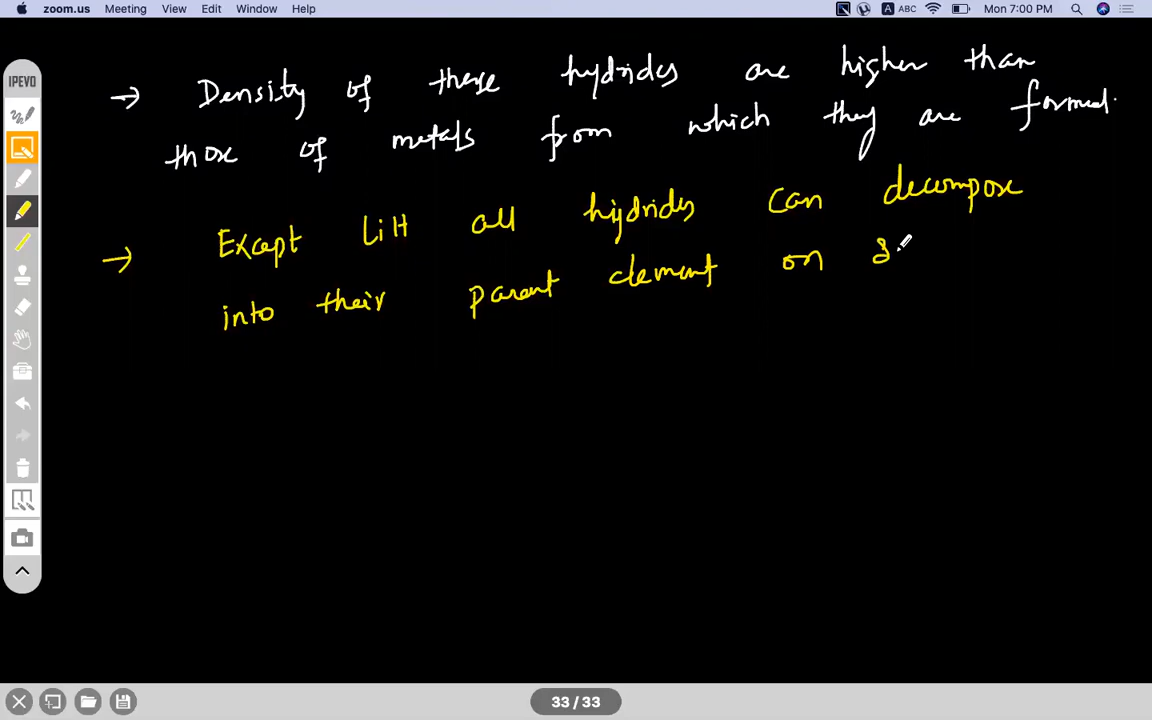 zoom.us Meeting View Edit Window Help ABC Mon 7:00 PM
IPEVO
→ Density of these hydrides are higher than
those of metals from which they are formed.
→ Except LiH all hydrides can decompose
into their parent element on
33 / 33